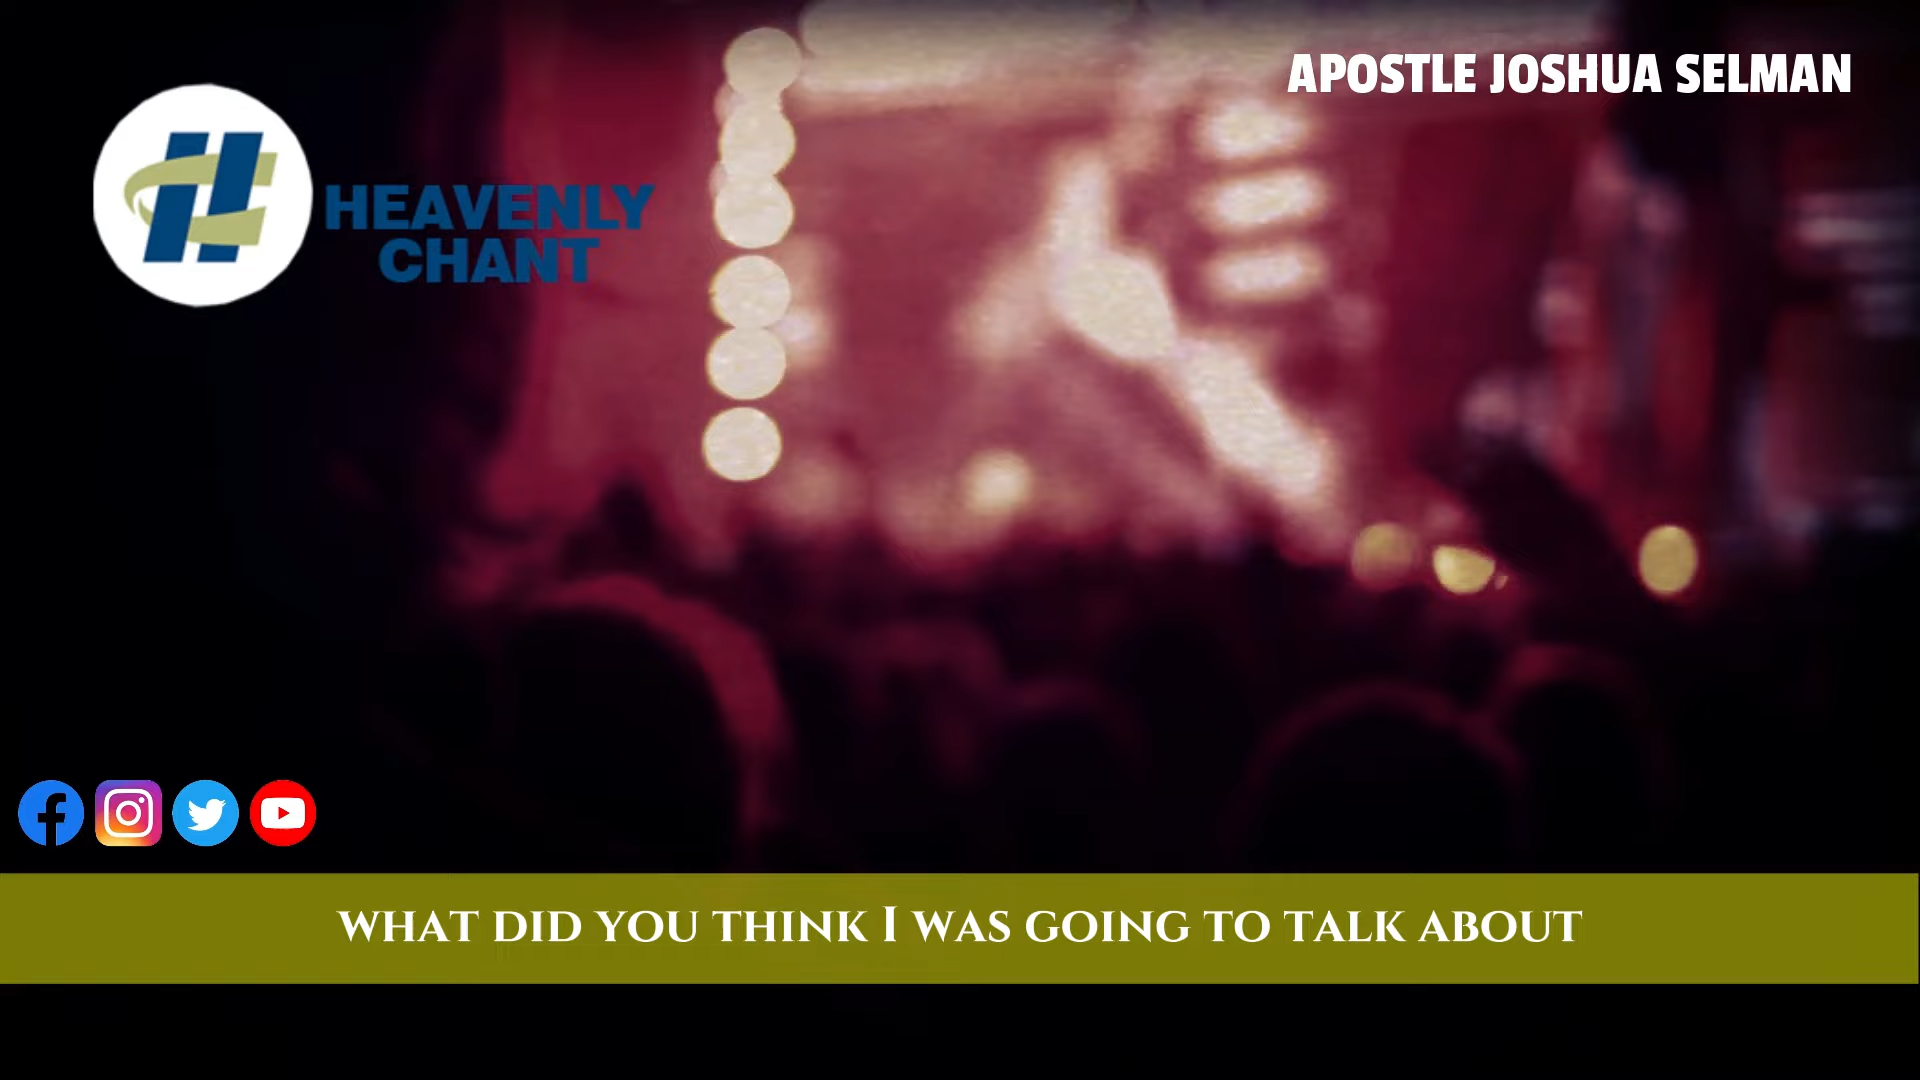 APOSTLE JOSHUA SELMAN
HEAVENLY
CHANT
WHAT DID YOU THINK I WAS GOING TO TALK ABOUT